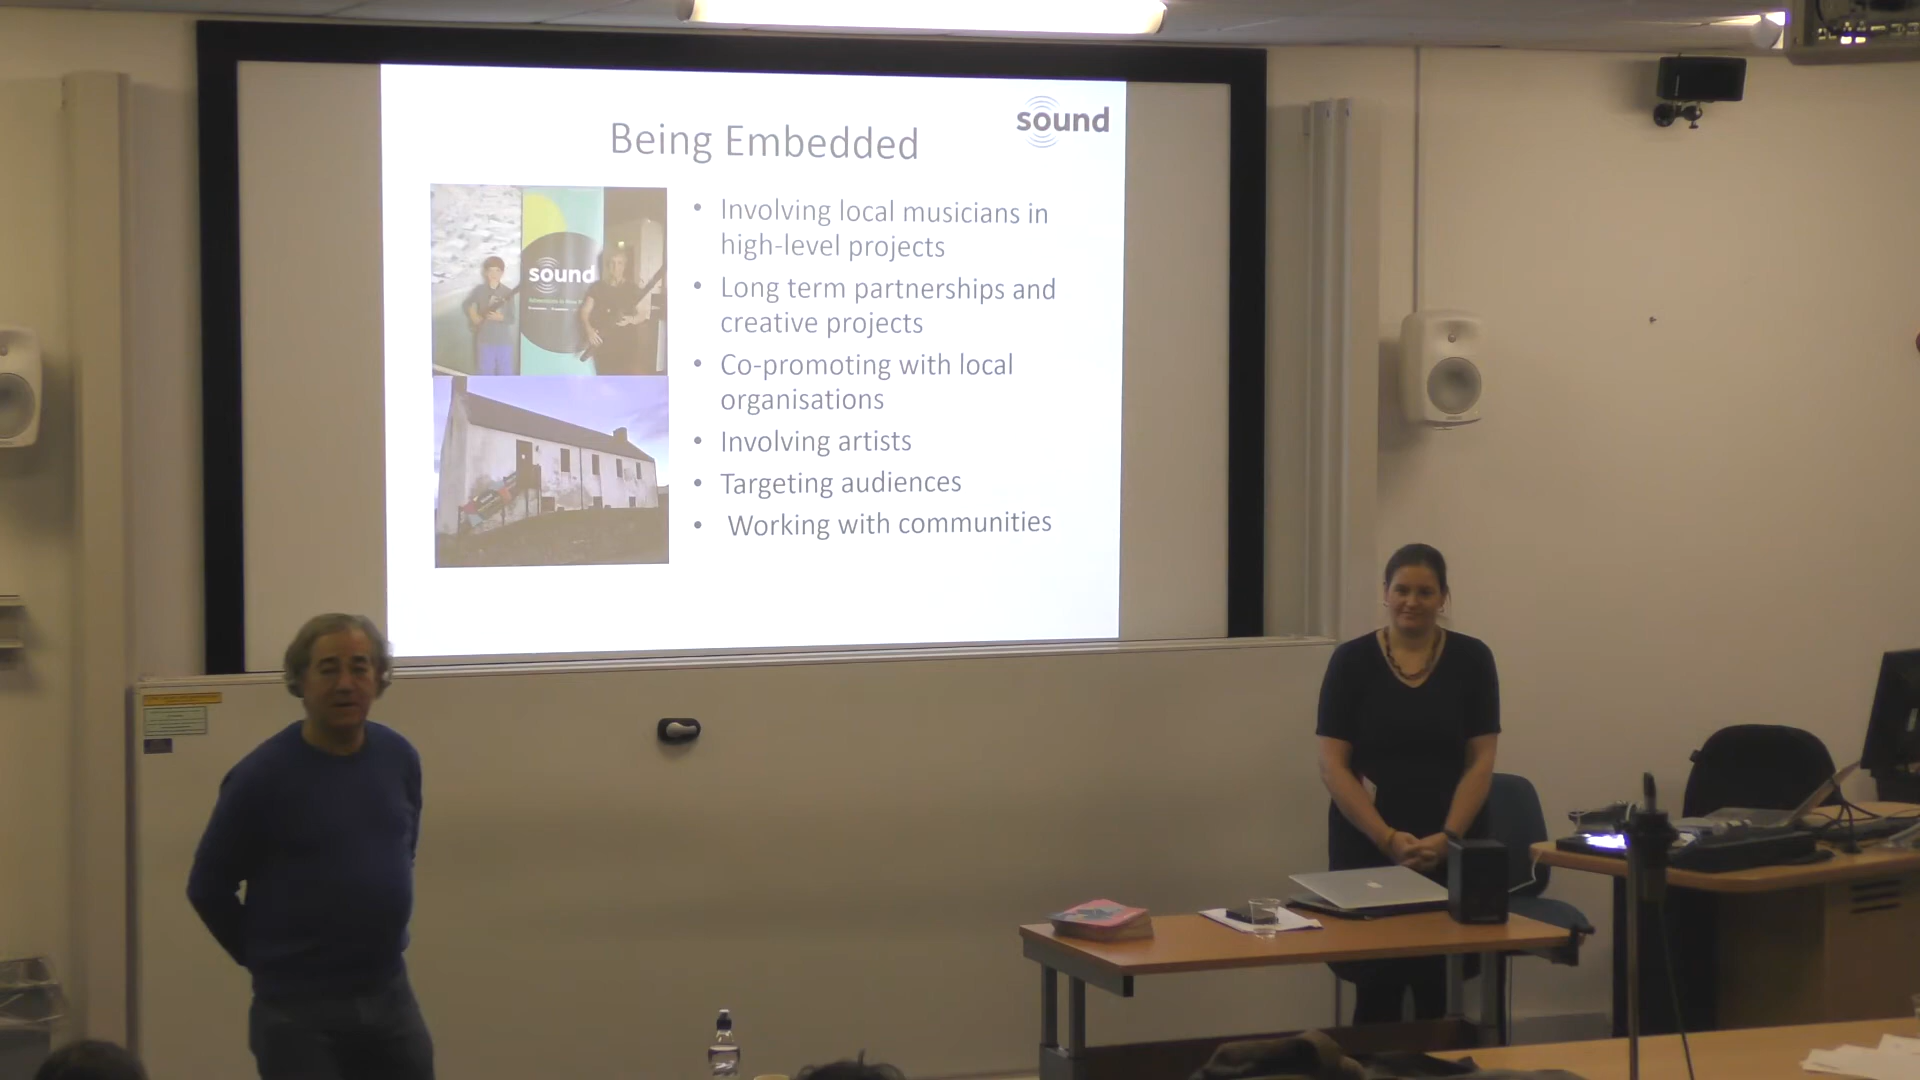 sound
Being Embedded
• Involving local musicians in
high-level projects
• Long term partnerships and
creative projects
• Co-promoting with local
organisations
• Involving artists
• Targeting audiences
• Working with communities
sound